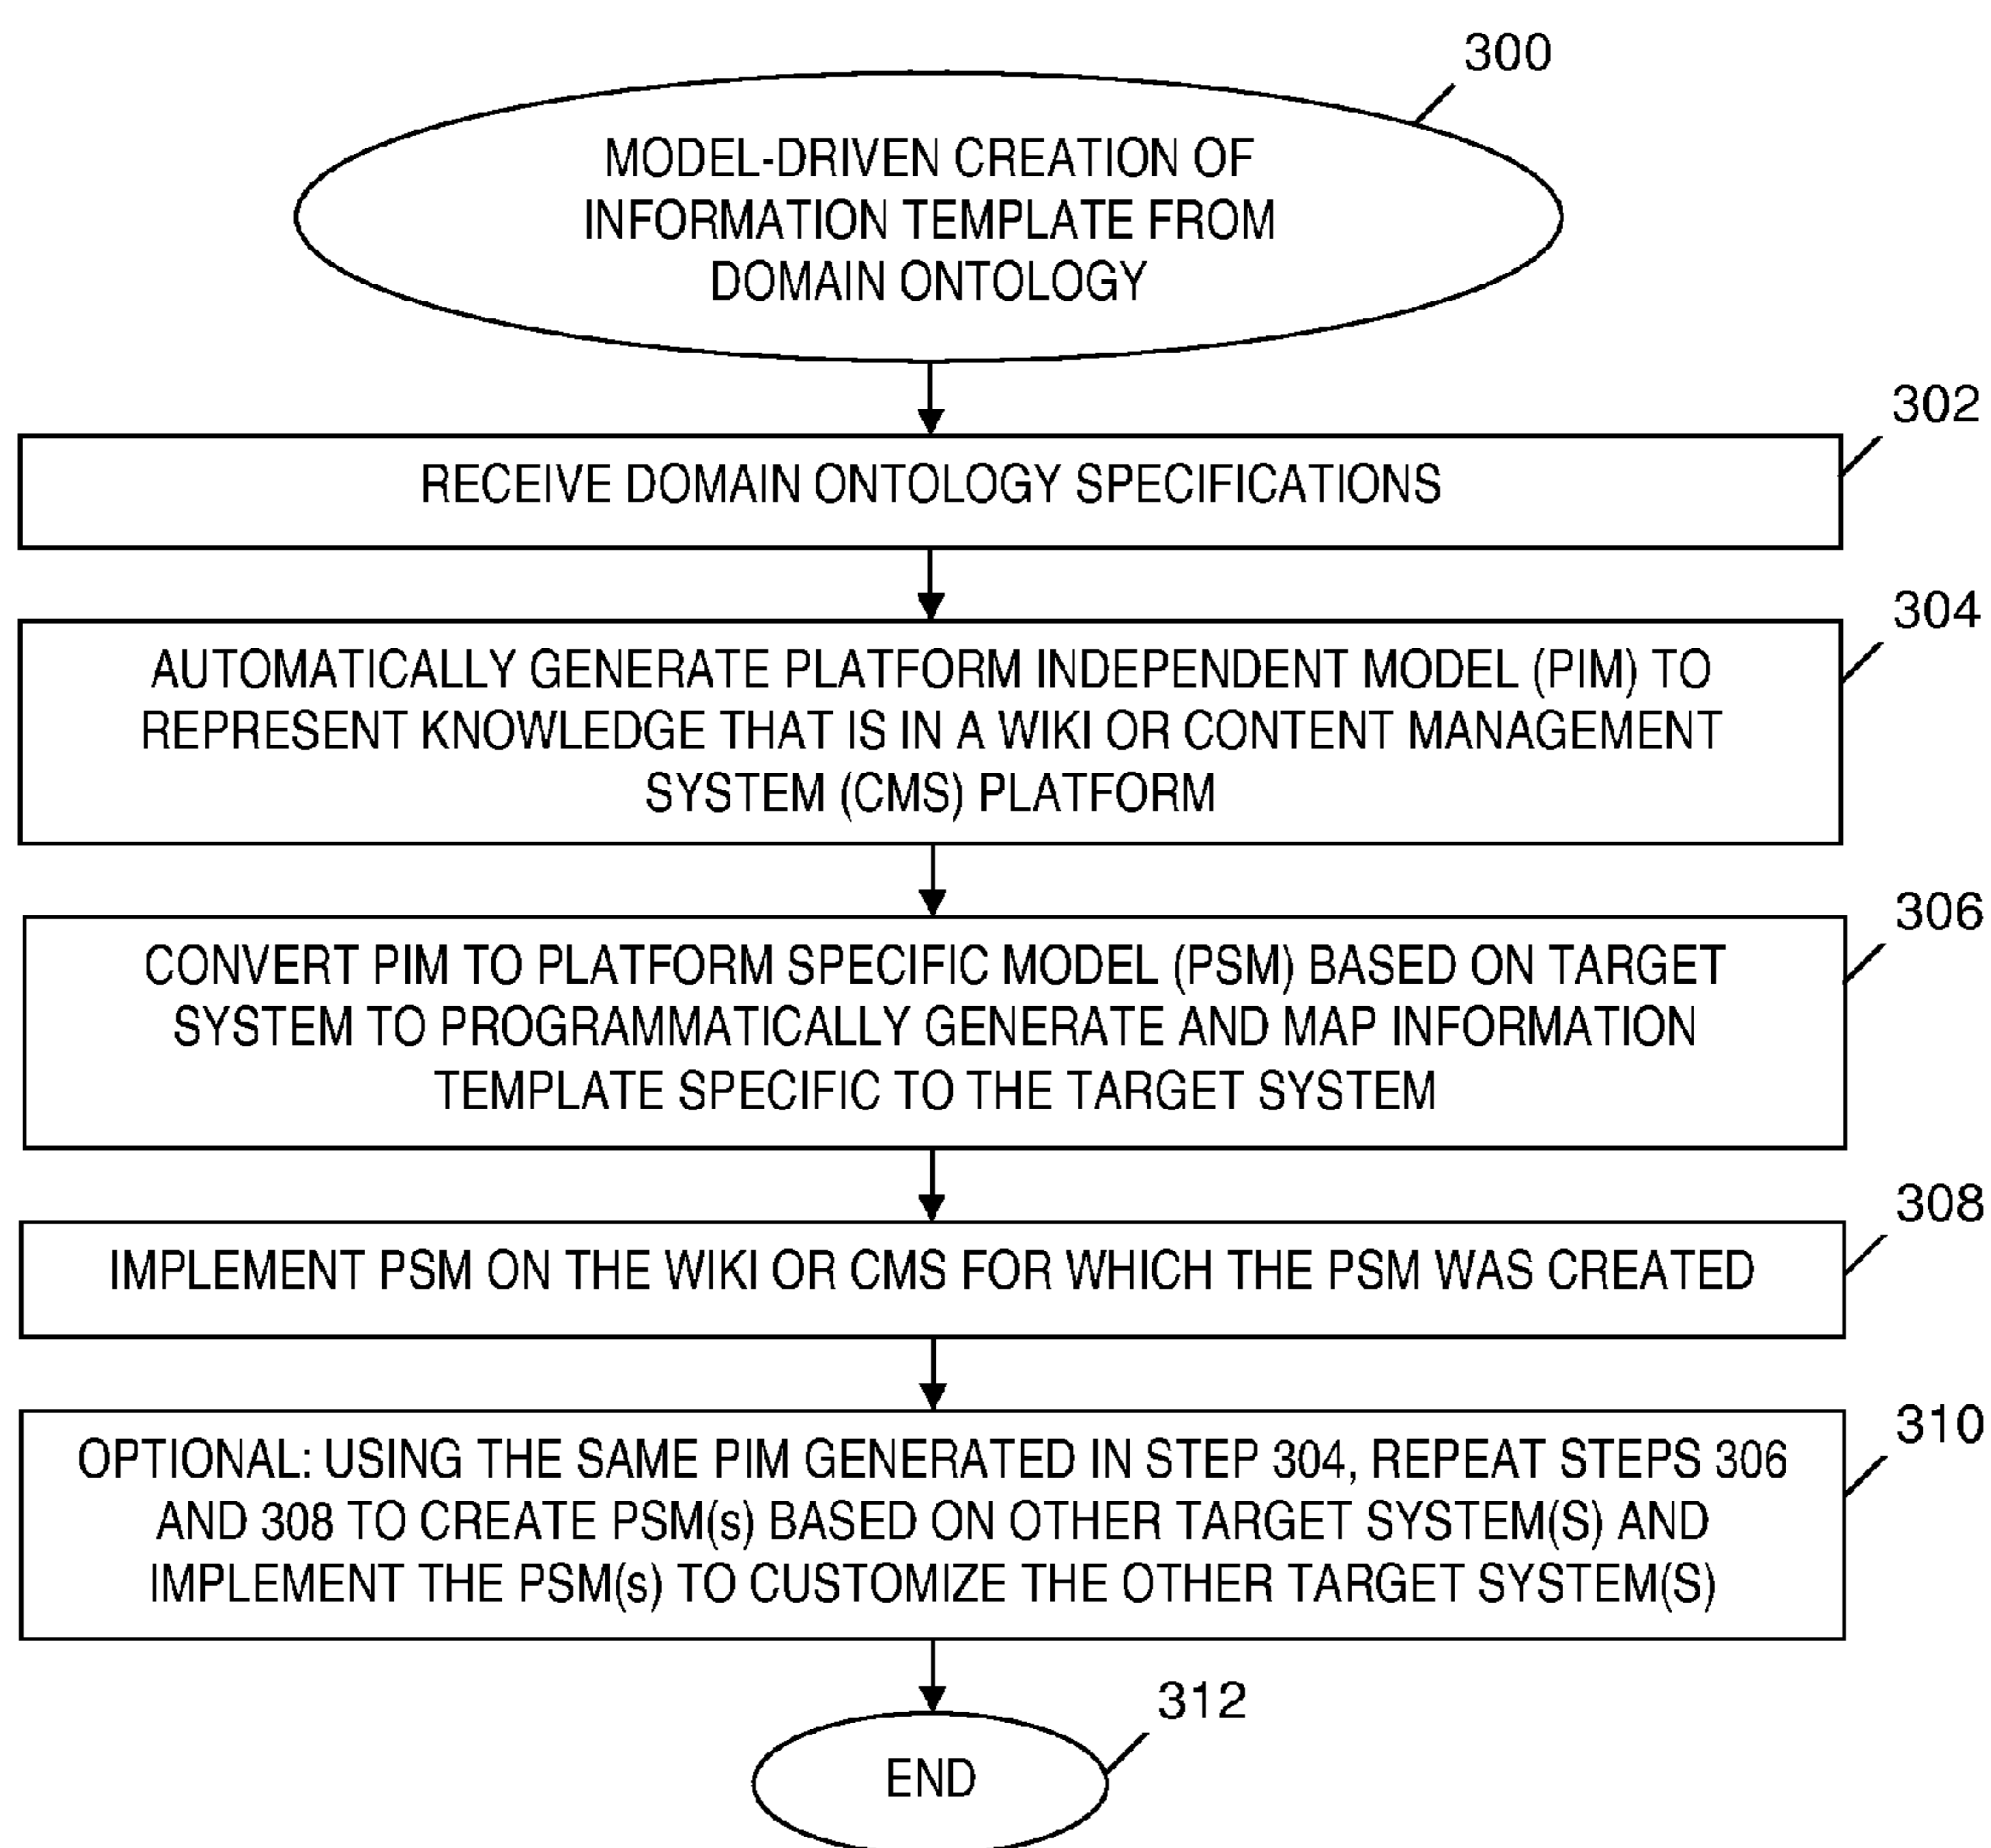 300
MODEL-DRIVEN CREATION OF
INFORMATION TEMPLATE FROM
DOMAIN ONTOLOGY
302
RECEIVE DOMAIN ONTOLOGY SPECIFICATIONS
304
AUTOMATICALLY GENERATE PLATFORM INDEPENDENT MODEL (PIM) TO
REPRESENT KNOWLEDGE THAT IS IN A WIKI OR CONTENT MANAGEMENT
SYSTEM (CMS) PLATFORM
306
CONVERT PIM TO PLATFORM SPECIFIC MODEL (PSM) BASED ON TARGET
SYSTEM TO PROGRAMMATICALLY GENERATE AND MAP INFORMATION
TEMPLATE SPECIFIC TO THE TARGET SYSTEM
308
IMPLEMENT PSM ON THE WIKI OR CMS FOR WHICH THE PSM WAS CREATED
310
OPTIONAL: USING THE SAME PIM GENERATED IN STEP 304, REPEAT STEPS 306
AND 308 TO CREATE PSM(s) BASED ON OTHER TARGET SYSTEM(S) AND
IMPLEMENT THE PSM(s) TO CUSTOMIZE THE OTHER TARGET SYSTEM(S)
312
END